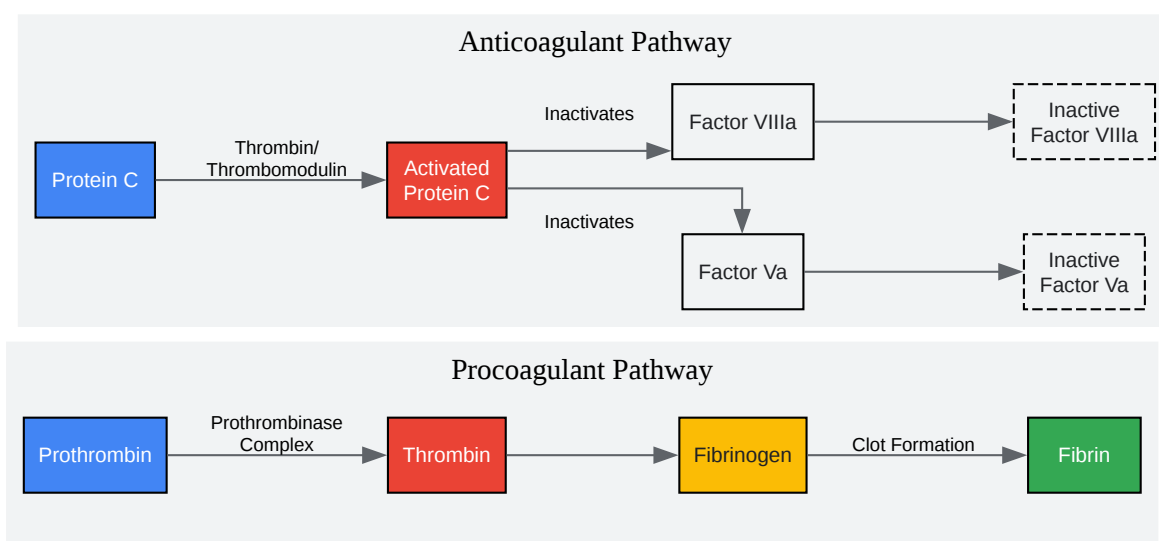 Anticoagulant Pathway
Protein C
Thrombin/
Thrombomodulin
Activated
Protein C
Inactivates
Factor VIIIa
Inactive
Factor VIIIa
Inactivates
Factor Va
Inactive
Factor Va
Procoagulant Pathway
Prothrombin
Prothrombinase
Complex
Thrombin
Fibrinogen
Clot Formation
Fibrin